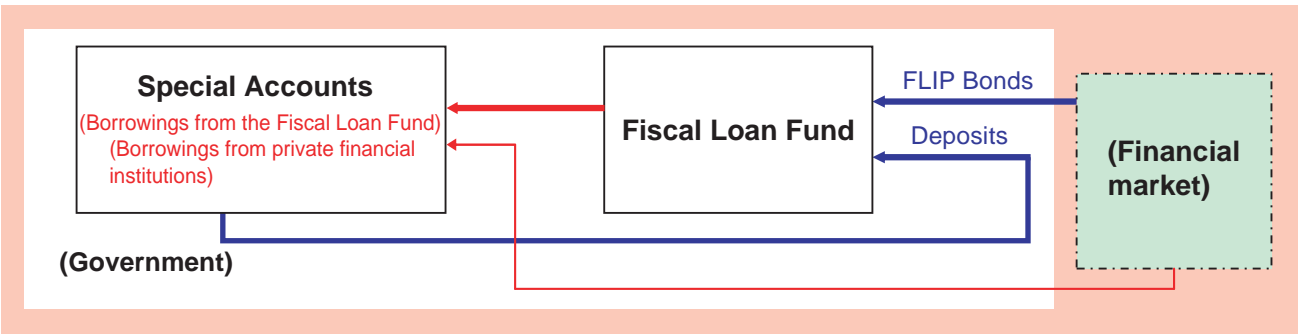 Special Accounts
(Borrowings from the Fiscal Loan Fund)
(Borrowings from private financial
institutions)
Fiscal Loan Fund
FLIP Bonds
Deposits
(Financial
market)
(Government)